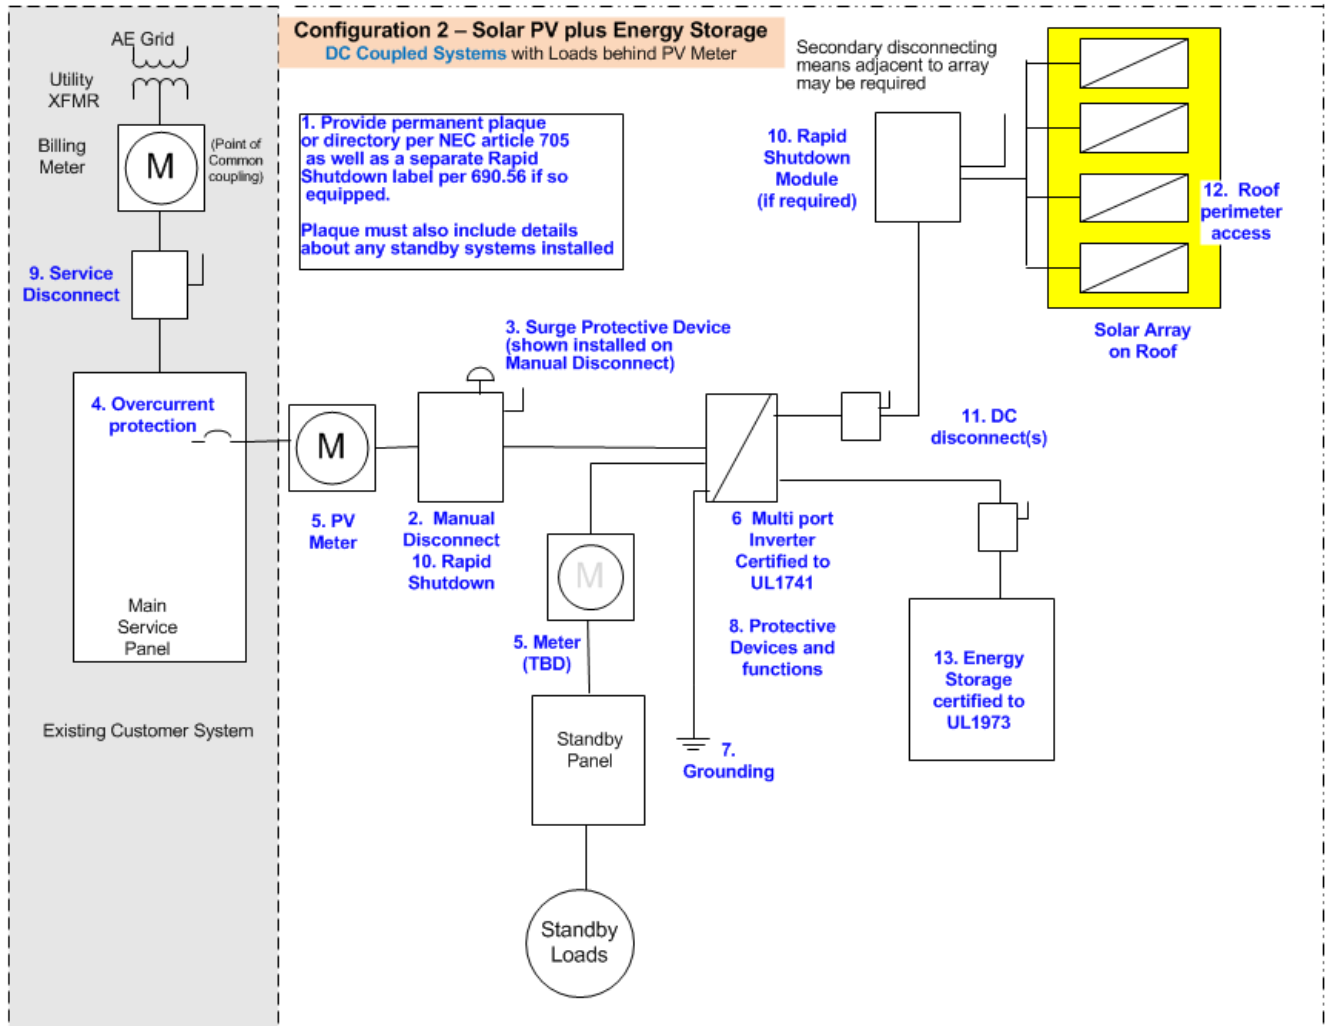 AE Grid
Utility
XFMR
Billing
Meter
M
(Point of
Common
coupling)
9. Service
Disconnect
4. Overcurrent
protection
Main
Service
Panel
Existing Customer System
Configuration 2 – Solar PV plus Energy Storage
DC Coupled Systems with Loads behind PV Meter
1. Provide permanent plaque
or directory per NEC article 705
as well as a separate Rapid
Shutdown label per 690.56 if so
equipped.
Plaque must also include details
about any standby systems installed
Secondary disconnecting
means adjacent to array
may be required
10. Rapid
Shutdown
Module
(if required)
12. Roof
perimeter
access
Solar Array
on Roof
3. Surge Protective Device
(shown installed on
Manual Disconnect)
M
5. PV
Meter
2. Manual
Disconnect
10. Rapid
Shutdown
11. DC
disconnect(s)
6 Multi port
Inverter
Certified to
UL1741
8. Protective
Devices and
functions
M
5. Meter
(TBD)
13. Energy
Storage
certified to
UL1973
Standby
Panel
7.
Grounding
Standby
Loads